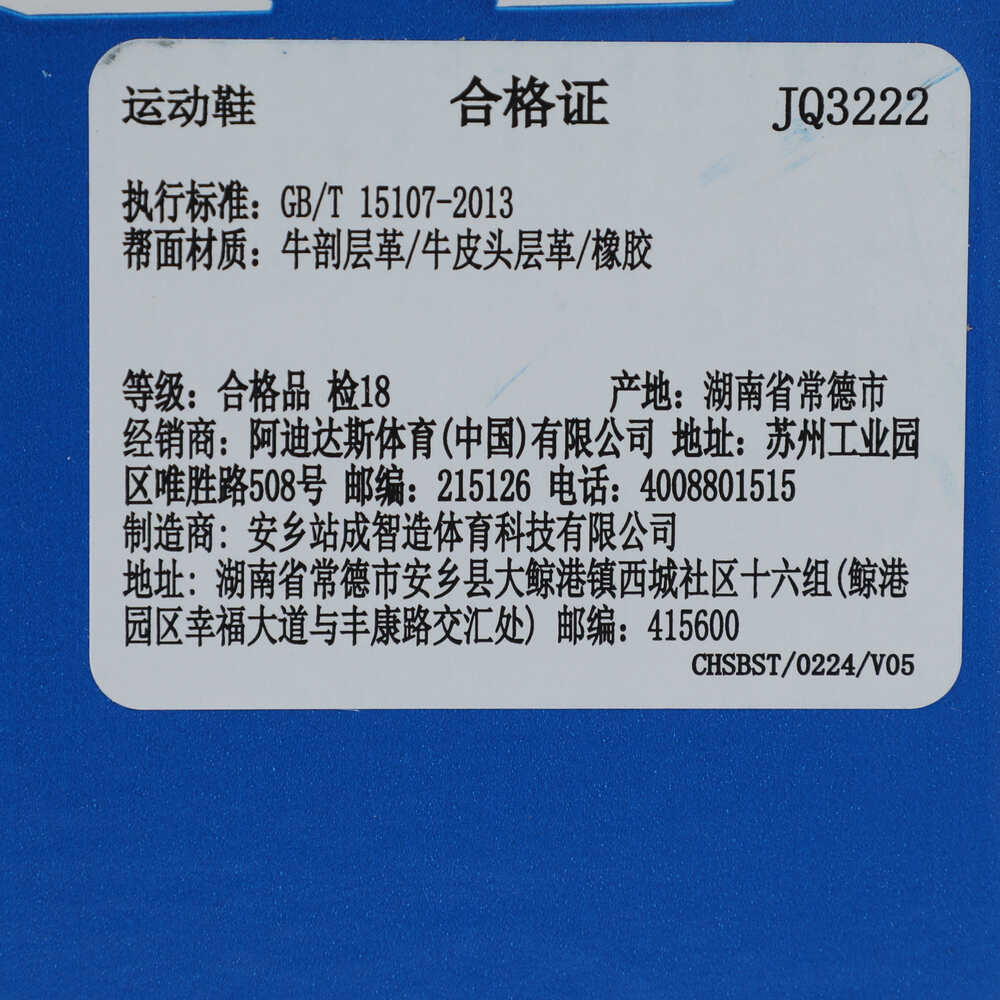 运动鞋 合格证 JQ3222
执行标准：GB/T 15107-2013
帮面材质：牛剖层革/牛皮头层革/橡胶
等级：合格品 检18 产地：湖南省常德市
经销商：阿迪达斯体育(中国)有限公司 地址：苏州工业园
区唯胜路508号 邮编：215126 电话：4008801515
制造商：安乡站成智造体育科技有限公司
地址：湖南省常德市安乡县大鲸港镇西城社区十六组(鲸港
园区幸福大道与丰康路交汇处) 邮编：415600
CHSBST/0224/V05